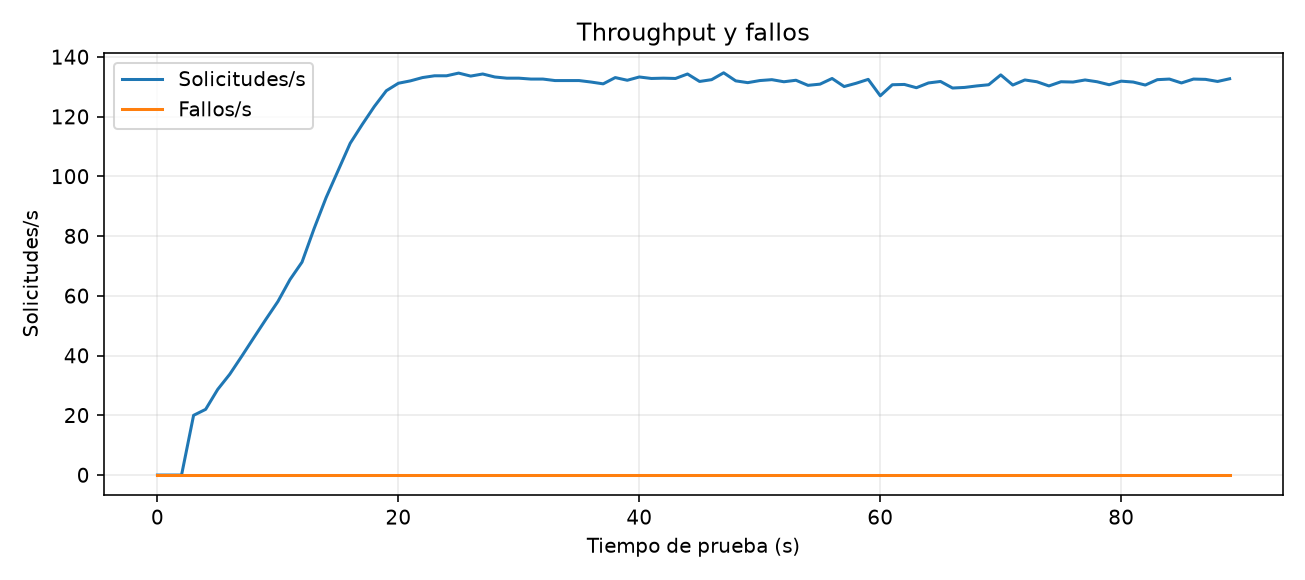 Throughput y fallos
Solicitudes/s
Fallos/s
Solicitudes/s
140
120
100
80
60
40
20
0
0 20 40 60 80
Tiempo de prueba (s)